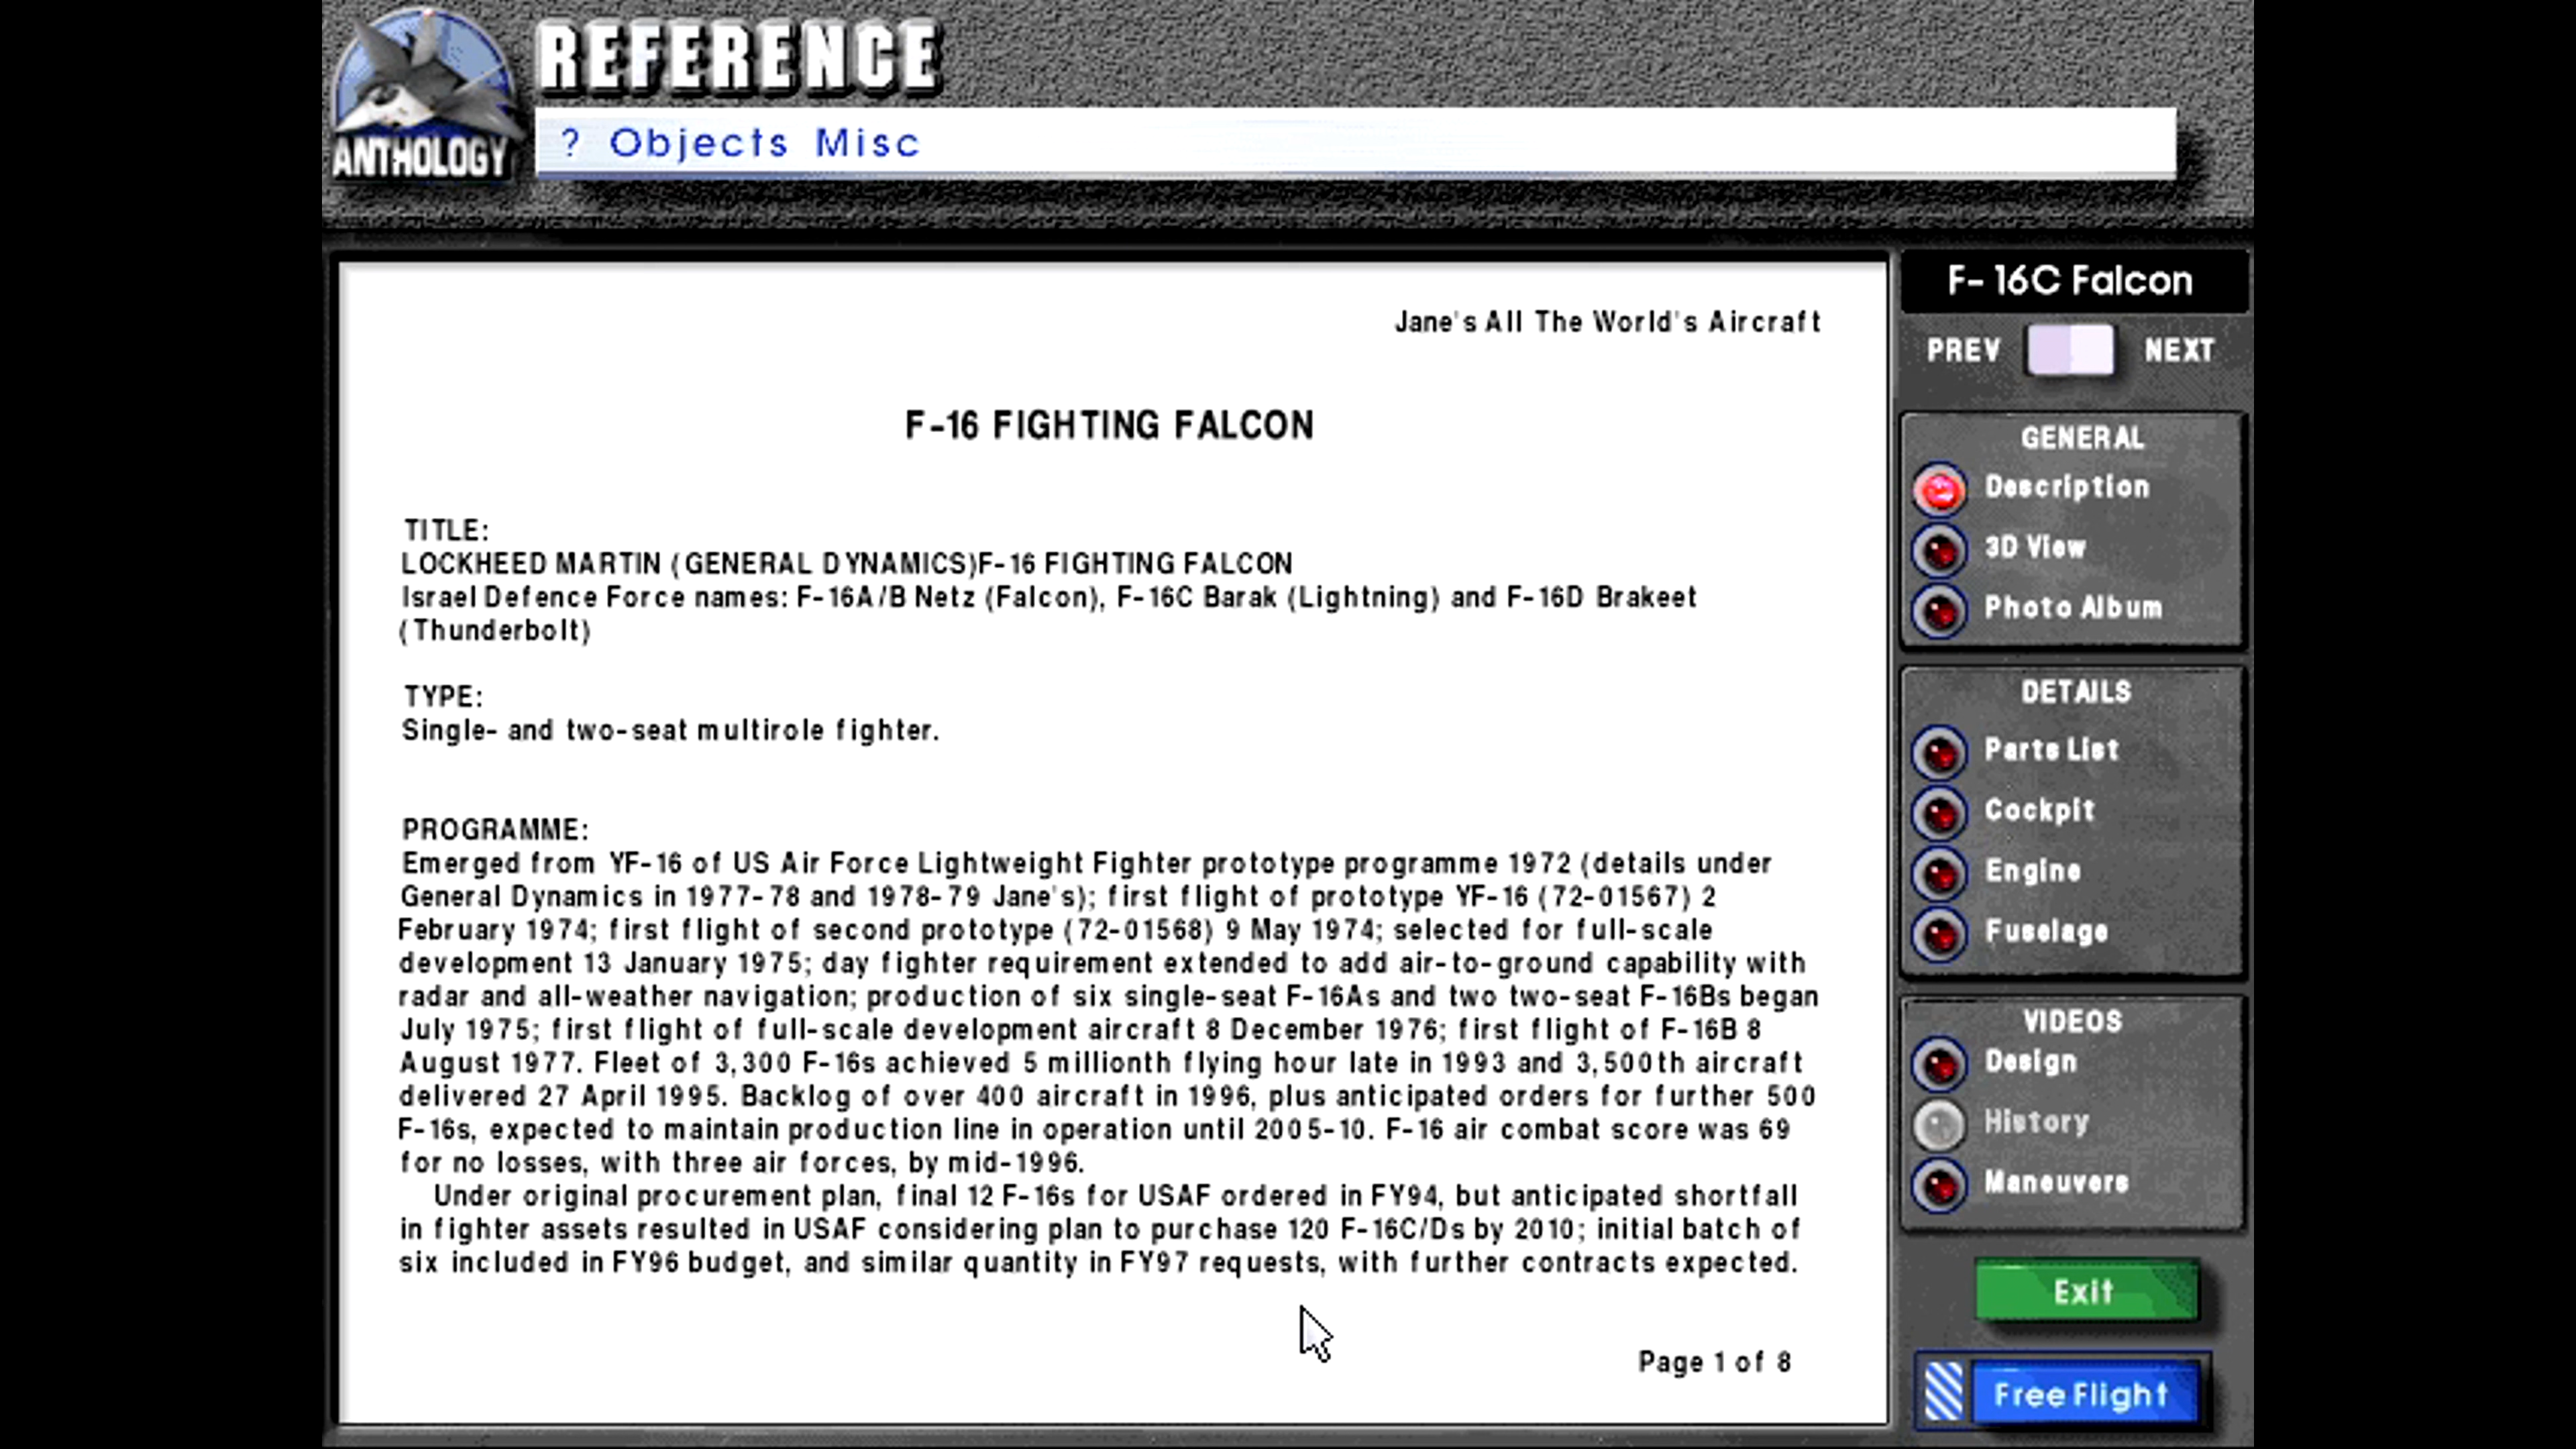 ANTHOLOGY
REFERENCE
? Objects Misc
Jane's All The World's Aircraft
F-16 FIGHTING FALCON
TITLE:
LOCKHEED MARTIN (GENERAL DYNAMICS)F-16 FIGHTING FALCON
Israel Defence Force names: F-16A/B Netz (Falcon), F-16C Barak (Lightning) and F-16D Brakeet
(Thunderbolt)
TYPE:
Single- and two-seat multirole fighter.
PROGRAMME:
Emerged from YF-16 of US Air Force Lightweight Fighter prototype programme 1972 (details under
General Dynamics in 1977-78 and 1978-79 Jane's); first flight of prototype YF-16 (72-01567) 2
February 1974; first flight of second prototype (72-01568) 9 May 1974; selected for full-scale
development 13 January 1975; day fighter requirement extended to add air-to-ground capability with
radar and all-weather navigation; production of six single-seat F-16As and two two-seat F-16Bs began
July 1975; first flight of full-scale development aircraft 8 December 1976; first flight of F-16B 8
August 1977. Fleet of 3,300 F-16s achieved 5 millionth flying hour late in 1993 and 3,500th aircraft
delivered 27 April 1995. Backlog of over 400 aircraft in 1996, plus anticipated orders for further 500
F-16s, expected to maintain production line in operation until 2005-10. F-16 air combat score was 69
for no losses, with three air forces, by mid-1996.
Under original procurement plan, final 12 F-16s for USAF ordered in FY94, but anticipated shortfall
in fighter assets resulted in USAF considering plan to purchase 120 F-16C/Ds by 2010; initial batch of
six included in FY96 budget, and similar quantity in FY97 requests, with further contracts expected.
Page 1 of 8
F-16C Falcon
PREV NEXT
GENERAL
Description
3D View
Photo Album
DETAILS
Parts List
Cockpit
Engine
Fuselage
VIDEOS
Design
History
Maneuvers
Exit
Free Flight